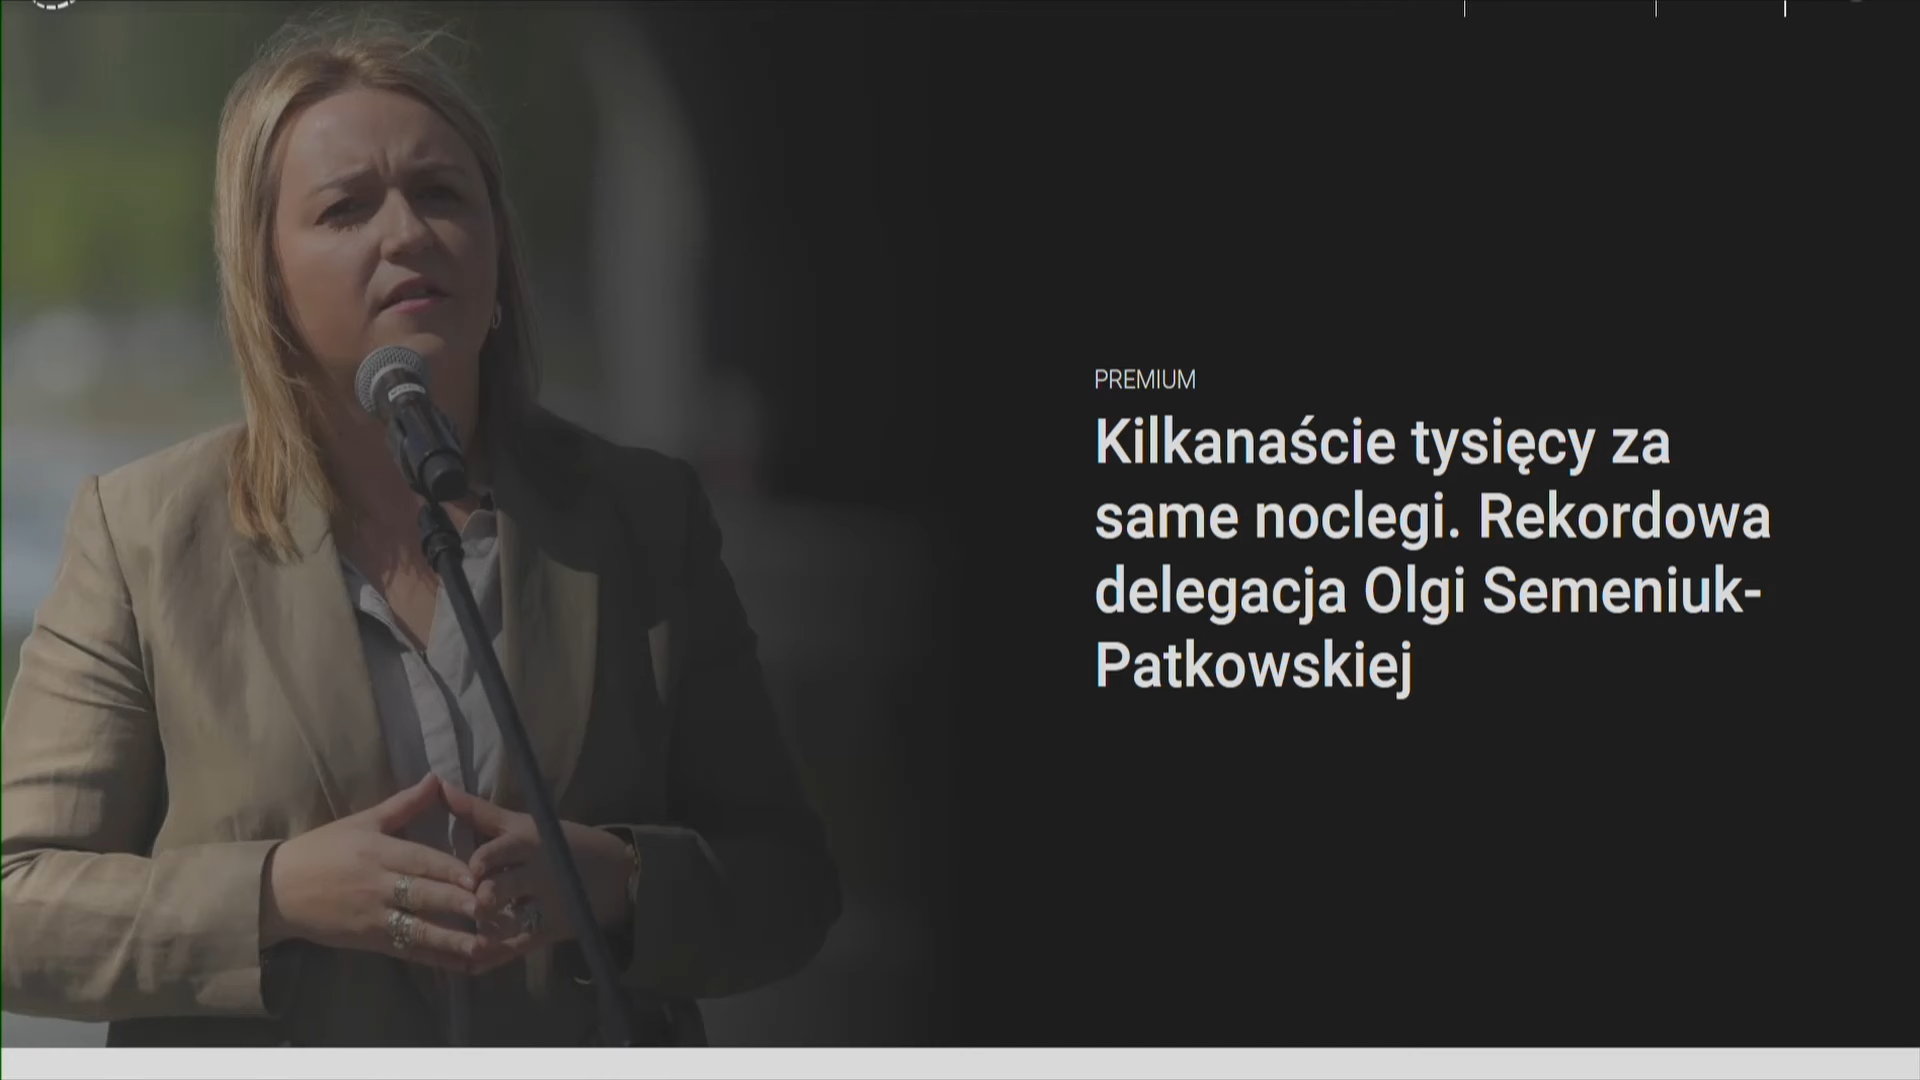 PREMIUM
Kilkanaście tysięcy za
same noclegi. Rekordowa
delegacja Olgi Semeniuk-
Patkowskiej